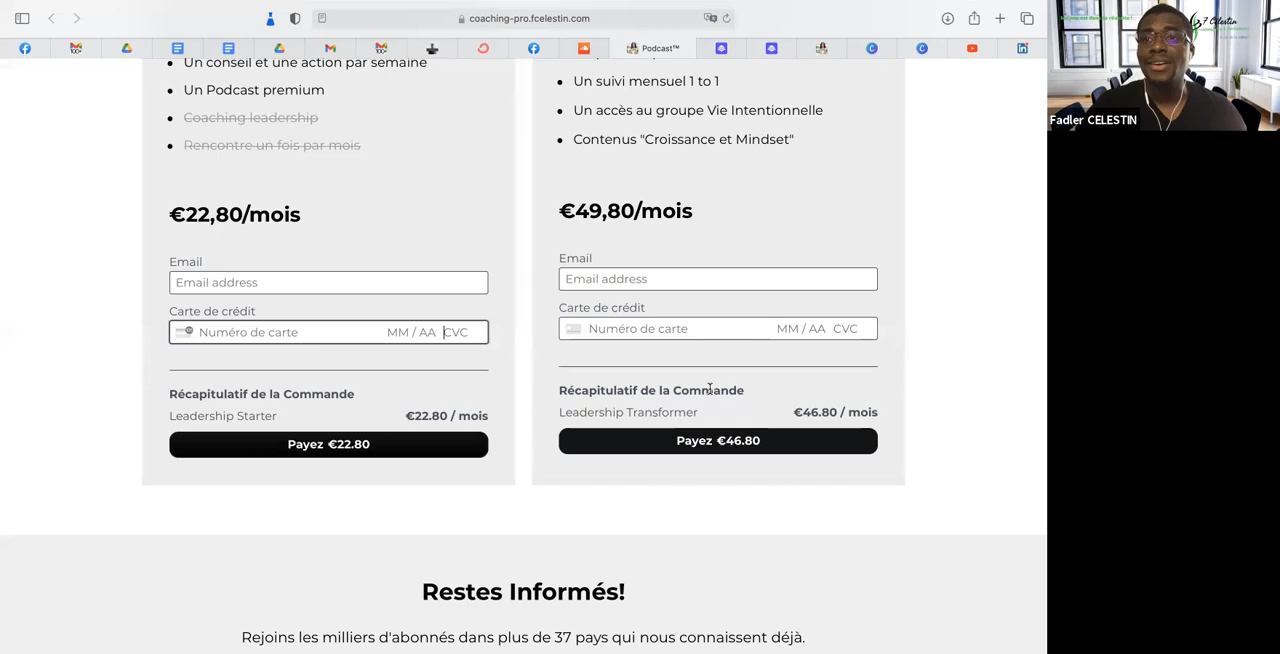 coaching-pro.fcelestin.com
Podcast™
Un conseil et une action par semaine
Un Podcast premium
Coaching leadership
Rencontre un fois par mois
€22,80/mois
Email
Email address
Carte de crédit
Numéro de carte MM / AA CVC
Récapitulatif de la Commande
Leadership Starter €22.80 / mois
Payez €22.80
Un suivi mensuel 1 to 1
Un accès au groupe Vie Intentionnelle
Contenus "Croissance et Mindset"
€49,80/mois
Email
Email address
Carte de crédit
Numéro de carte MM / AA CVC
Récapitulatif de la Commande
Leadership Transformer €46.80 / mois
Payez €46.80
Restes Informés!
Rejoins les milliers d'abonnés dans plus de 37 pays qui nous connaissent déjà.
Celestin
Fadler CELESTIN